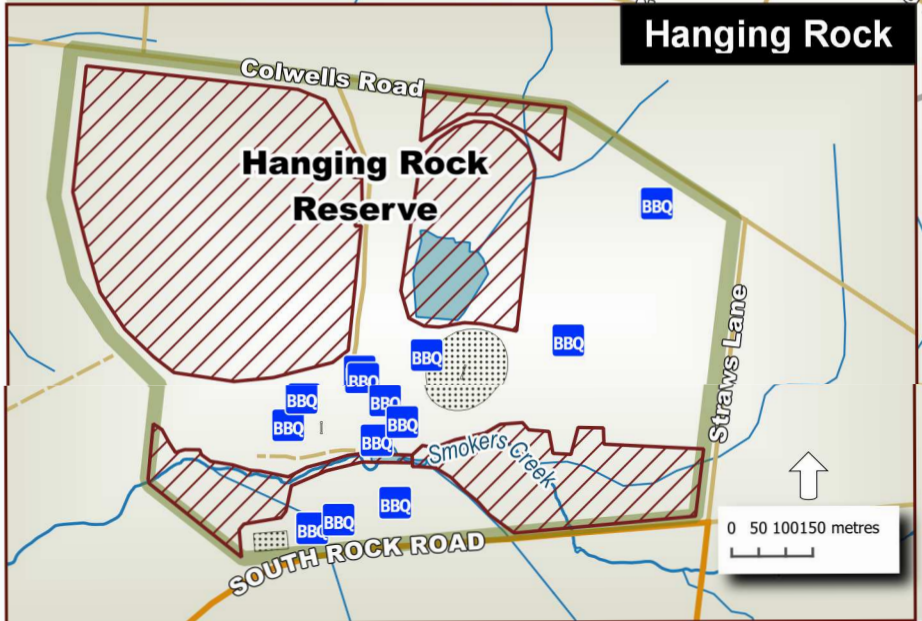 Hanging Rock
Colwells Road
Hanging Rock
Reserve
BBQ
Straws Lane
BBQ
BBQ
BBQ
BBQ
BBQ
BBQ
BBQ
BBQ
Smokers Creek
BBQ
BBQ
BBQ
SOUTH ROCK ROAD
0 50 100150 metres